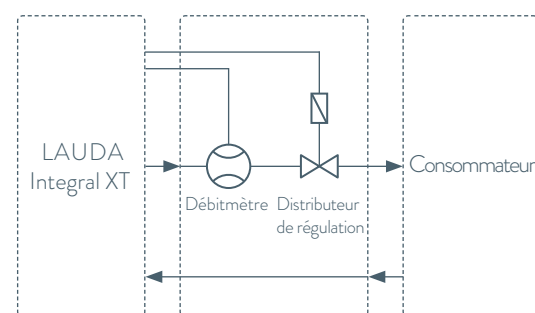 LAUDA
Integral XT
Débitmètre
Distributeur
de régulation
Consommateur